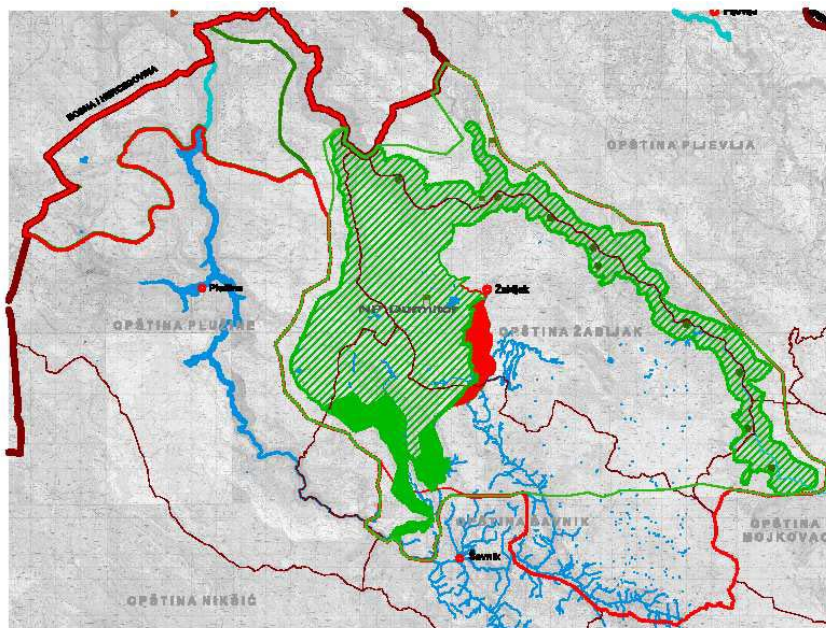 BOSNA I HERCEGOVINA
OPŠTINA PLJEVLJA
Plužine
Žabljak
NP Durmitor
OPŠTINA PLUŽINE
OPŠTINA ŽABLJAK
OPŠTINA ŠAVNIK
OPŠTINA
MOJKOVAC
Šavnik
OPŠTINA NIKŠIĆ